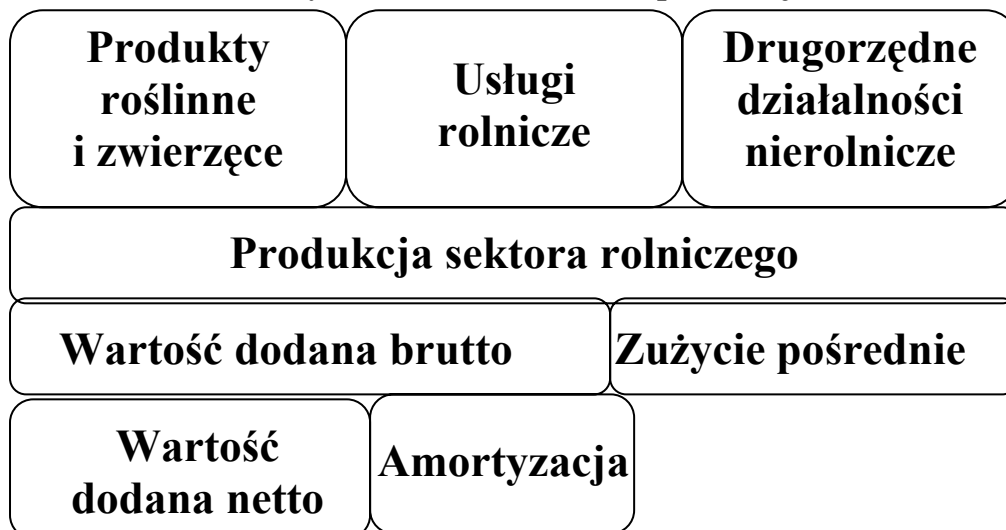 Produkty
roślinne
i zwierzęce
Usługi
rolnicze
Drugorzędne
działalności
nierolnicze
Produkcja sektora rolniczego
Wartość dodana brutto
Zużycie pośrednie
Wartość
dodana netto
Amortyzacja